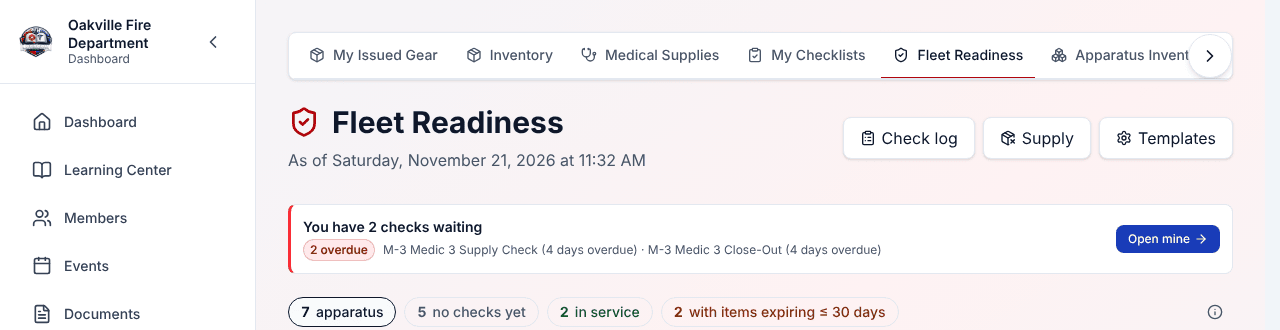 Oakville Fire
Department
Dashboard
My Issued Gear
Inventory
Medical Supplies
My Checklists
Fleet Readiness
Apparatus Invent
Dashboard
Learning Center
Members
Events
Documents
Fleet Readiness
As of Saturday, November 21, 2026 at 11:32 AM
Check log
Supply
Templates
You have 2 checks waiting
2 overdue M-3 Medic 3 Supply Check (4 days overdue) · M-3 Medic 3 Close-Out (4 days overdue)
Open mine →
7 apparatus
5 no checks yet
2 in service
2 with items expiring ≤ 30 days